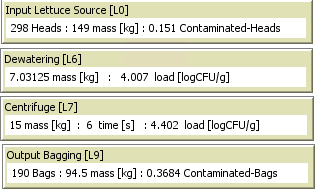 Input Lettuce Source [L0]
298 Heads : 149 mass [kg] : 0.151 Contaminated-Heads
Dewatering [L6]
7.03125 mass [kg] : 4.007 load [logCFU/g]
Centrifuge [L7]
15 mass [kg] : 6 time [s] : 4.402 load [logCFU/g]
Output Bagging [L9]
190 Bags : 94.5 mass [kg] : 0.3684 Contaminated-Bags